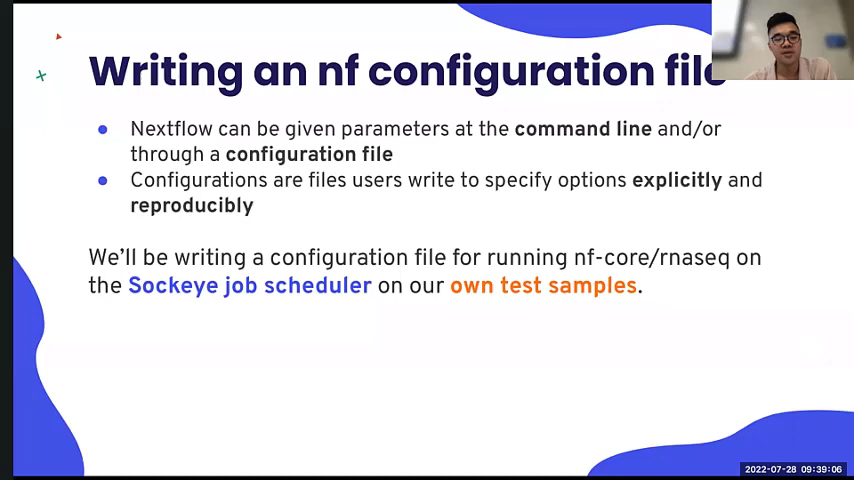 Writing an nf configuration file
Nextflow can be given parameters at the command line and/or
through a configuration file
Configurations are files users write to specify options explicitly and
reproducibly
We'll be writing a configuration file for running nf-core/rnaseq on
the Sockeye job scheduler on our own test samples.
2022-07-28 09:39:06